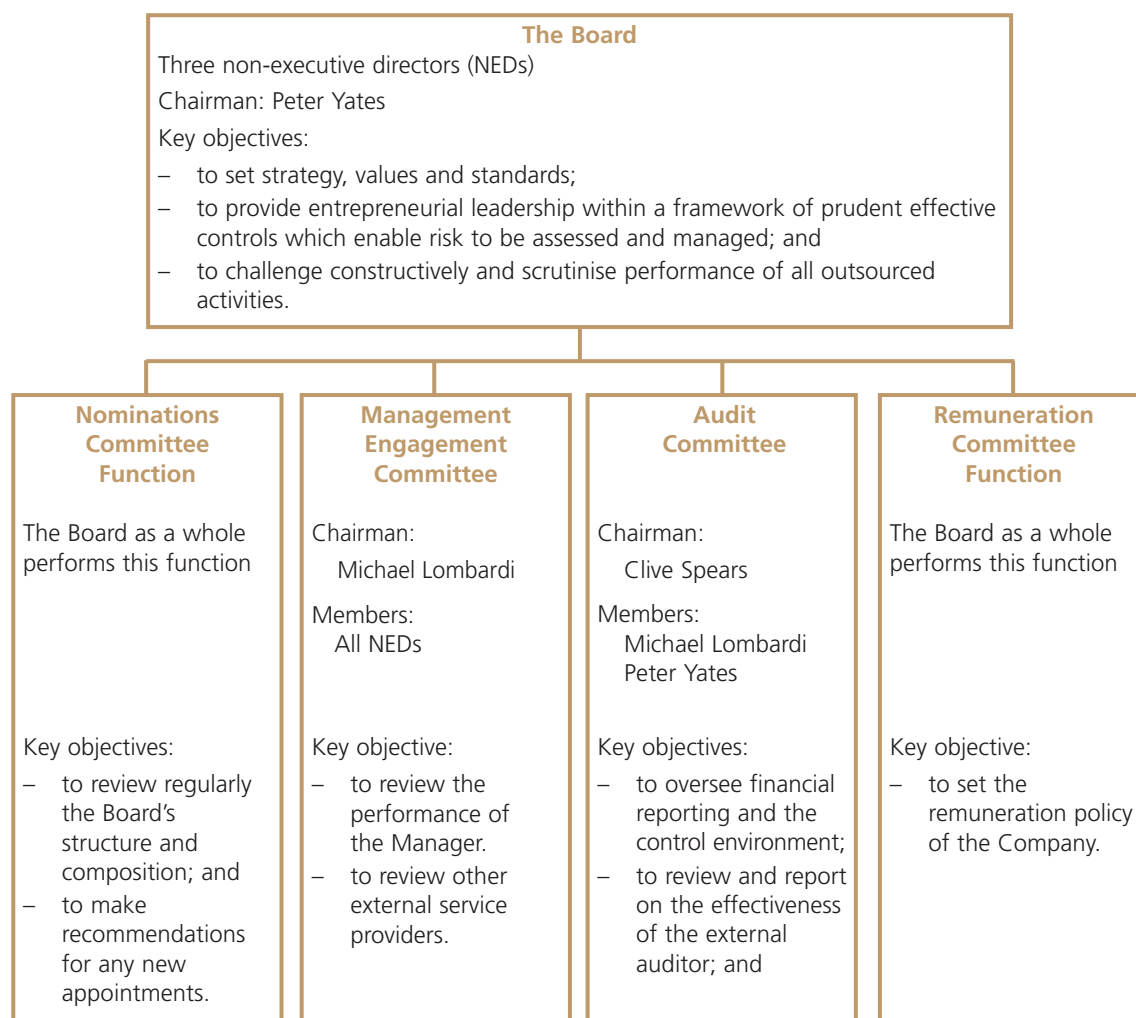 The Board
Three non-executive directors (NEDs)
Chairman: Peter Yates
Key objectives:
– to set strategy, values and standards;
– to provide entrepreneurial leadership within a framework of prudent effective
controls which enable risk to be assessed and managed; and
– to challenge constructively and scrutinise performance of all outsourced
activities.
Nominations
Committee
Function
The Board as a whole
performs this function
Key objectives:
– to review regularly
the Board’s
structure and
composition; and
– to make
recommendations
for any new
appointments.
Management
Engagement
Committee
Chairman:
Michael Lombardi
Members:
All NEDs
Key objective:
– to review the
performance of
the Manager.
– to review other
external service
providers.
Audit
Committee
Chairman:
Clive Spears
Members:
Michael Lombardi
Peter Yates
Key objectives:
– to oversee financial
reporting and the
control environment;
– to review and report
on the effectiveness
of the external
auditor; and
Remuneration
Committee
Function
The Board as a whole
performs this function
Key objective:
– to set the
remuneration policy
of the Company.